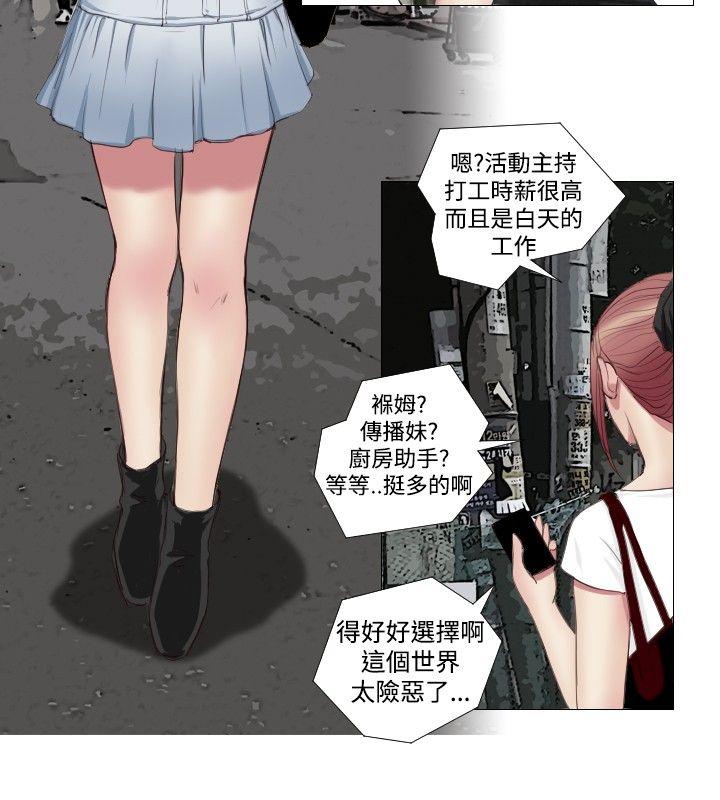 嗯?活動主持
打工時薪很高
而且是白天的
工作
褓姆?
傳播妹?
廚房助手?
等等..挺多的啊
得好好選擇啊
這個世界
太險惡了...